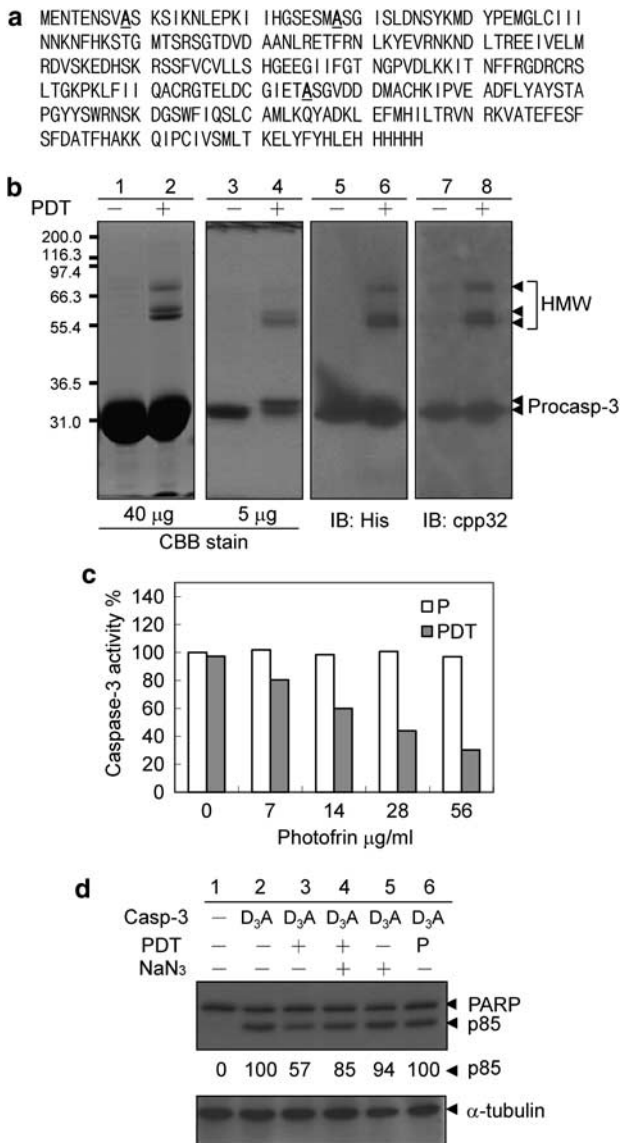 a
MENTENSVAS KSIKNLEPKI IHGSESMASG ISLDNSYKMD YPEMGLCIII
NNKNFHKSTG MTSRSGTDVD AANLRETFRN LKYEVRNKND LTREEIVELM
RDVSKEDHSK RSSFVCVLLS HGEEGIIFGT NGPVDLKKIT NFFRGDRCRS
LTGKPKLFII QACRGTELDC GIETASGVDD DMACHKIPVE ADFLYAYSTA
PGYYSWRNSK DGSWFIQSLC AMLKQYADKL EFMHILTRVN RKVATEFESF
SFDATFHAKK QIPCIVSMLT KELYFYHLEH HHHHH
b
1 2 3 4 5 6 7 8
PDT − + − + − + − +
200.0
116.3
97.4
66.3
55.4
36.5
31.0
HMW
Procasp-3
40 µg 5 µg IB: His IB: cpp32
CBB stain
c
Caspase-3 activity %
140
120
100
80
60
40
20
0
P
PDT
0 7 14 28 56
Photofrin µg/ml
d
1 2 3 4 5 6
Casp-3 − D₃A D₃A D₃A D₃A D₃A
PDT − − + + − P
NaN₃ − − − + + −
PARP
p85
0 100 57 85 94 100 p85
α-tubulin